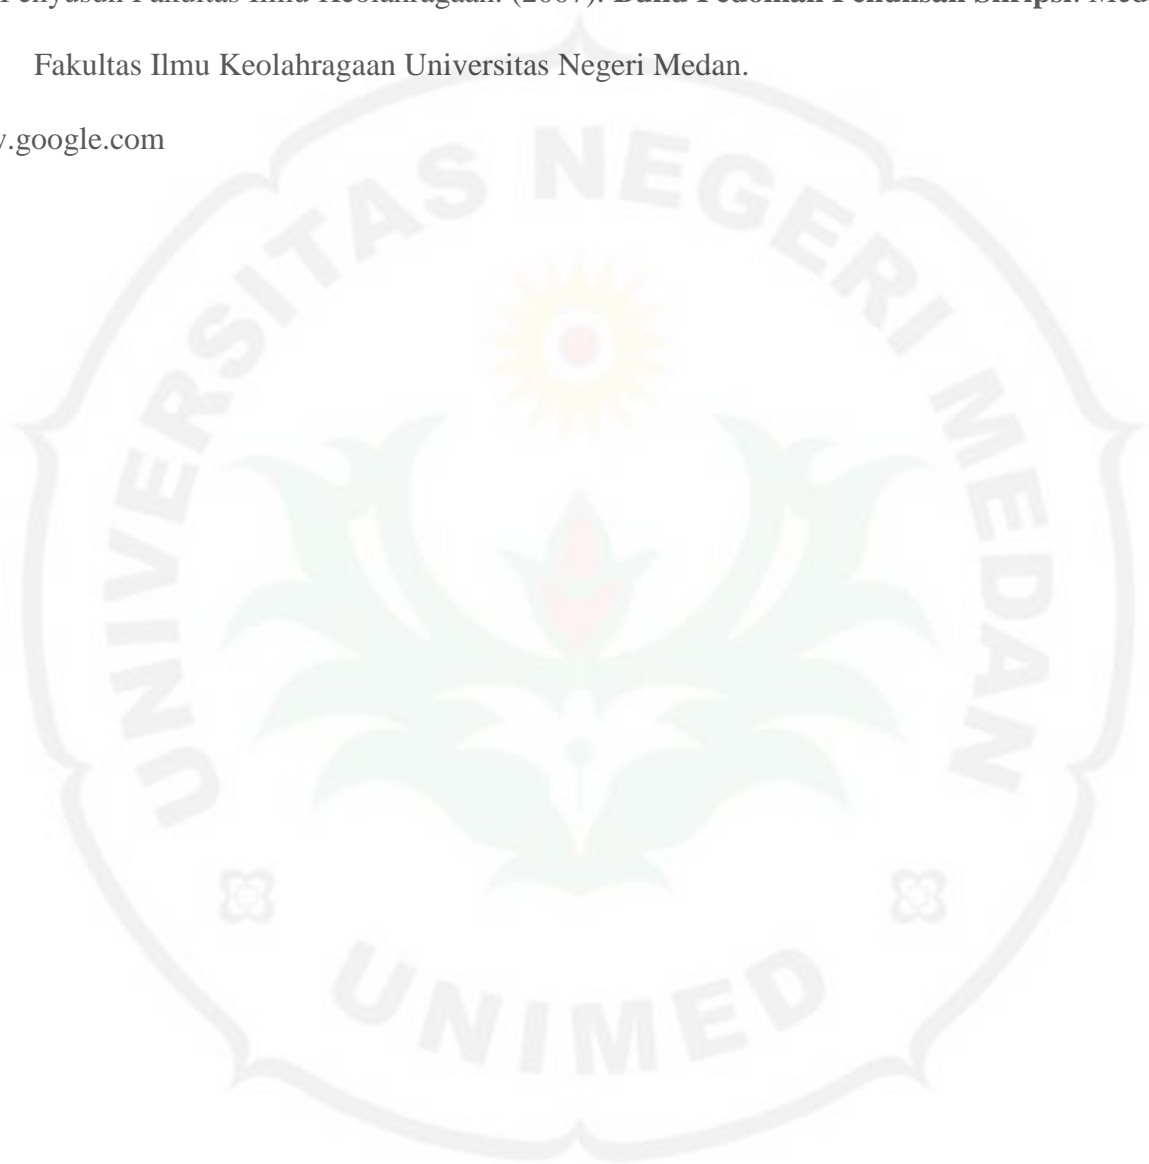 Penyusun Fakultas Ilmu Keolahragaan. (2007). Buku Pedoman Penulisan Skripsi. Med
Fakultas Ilmu Keolahragaan Universitas Negeri Medan.
.google.com
UNIVERSITAS NEGERI MEDAN
UNIMED